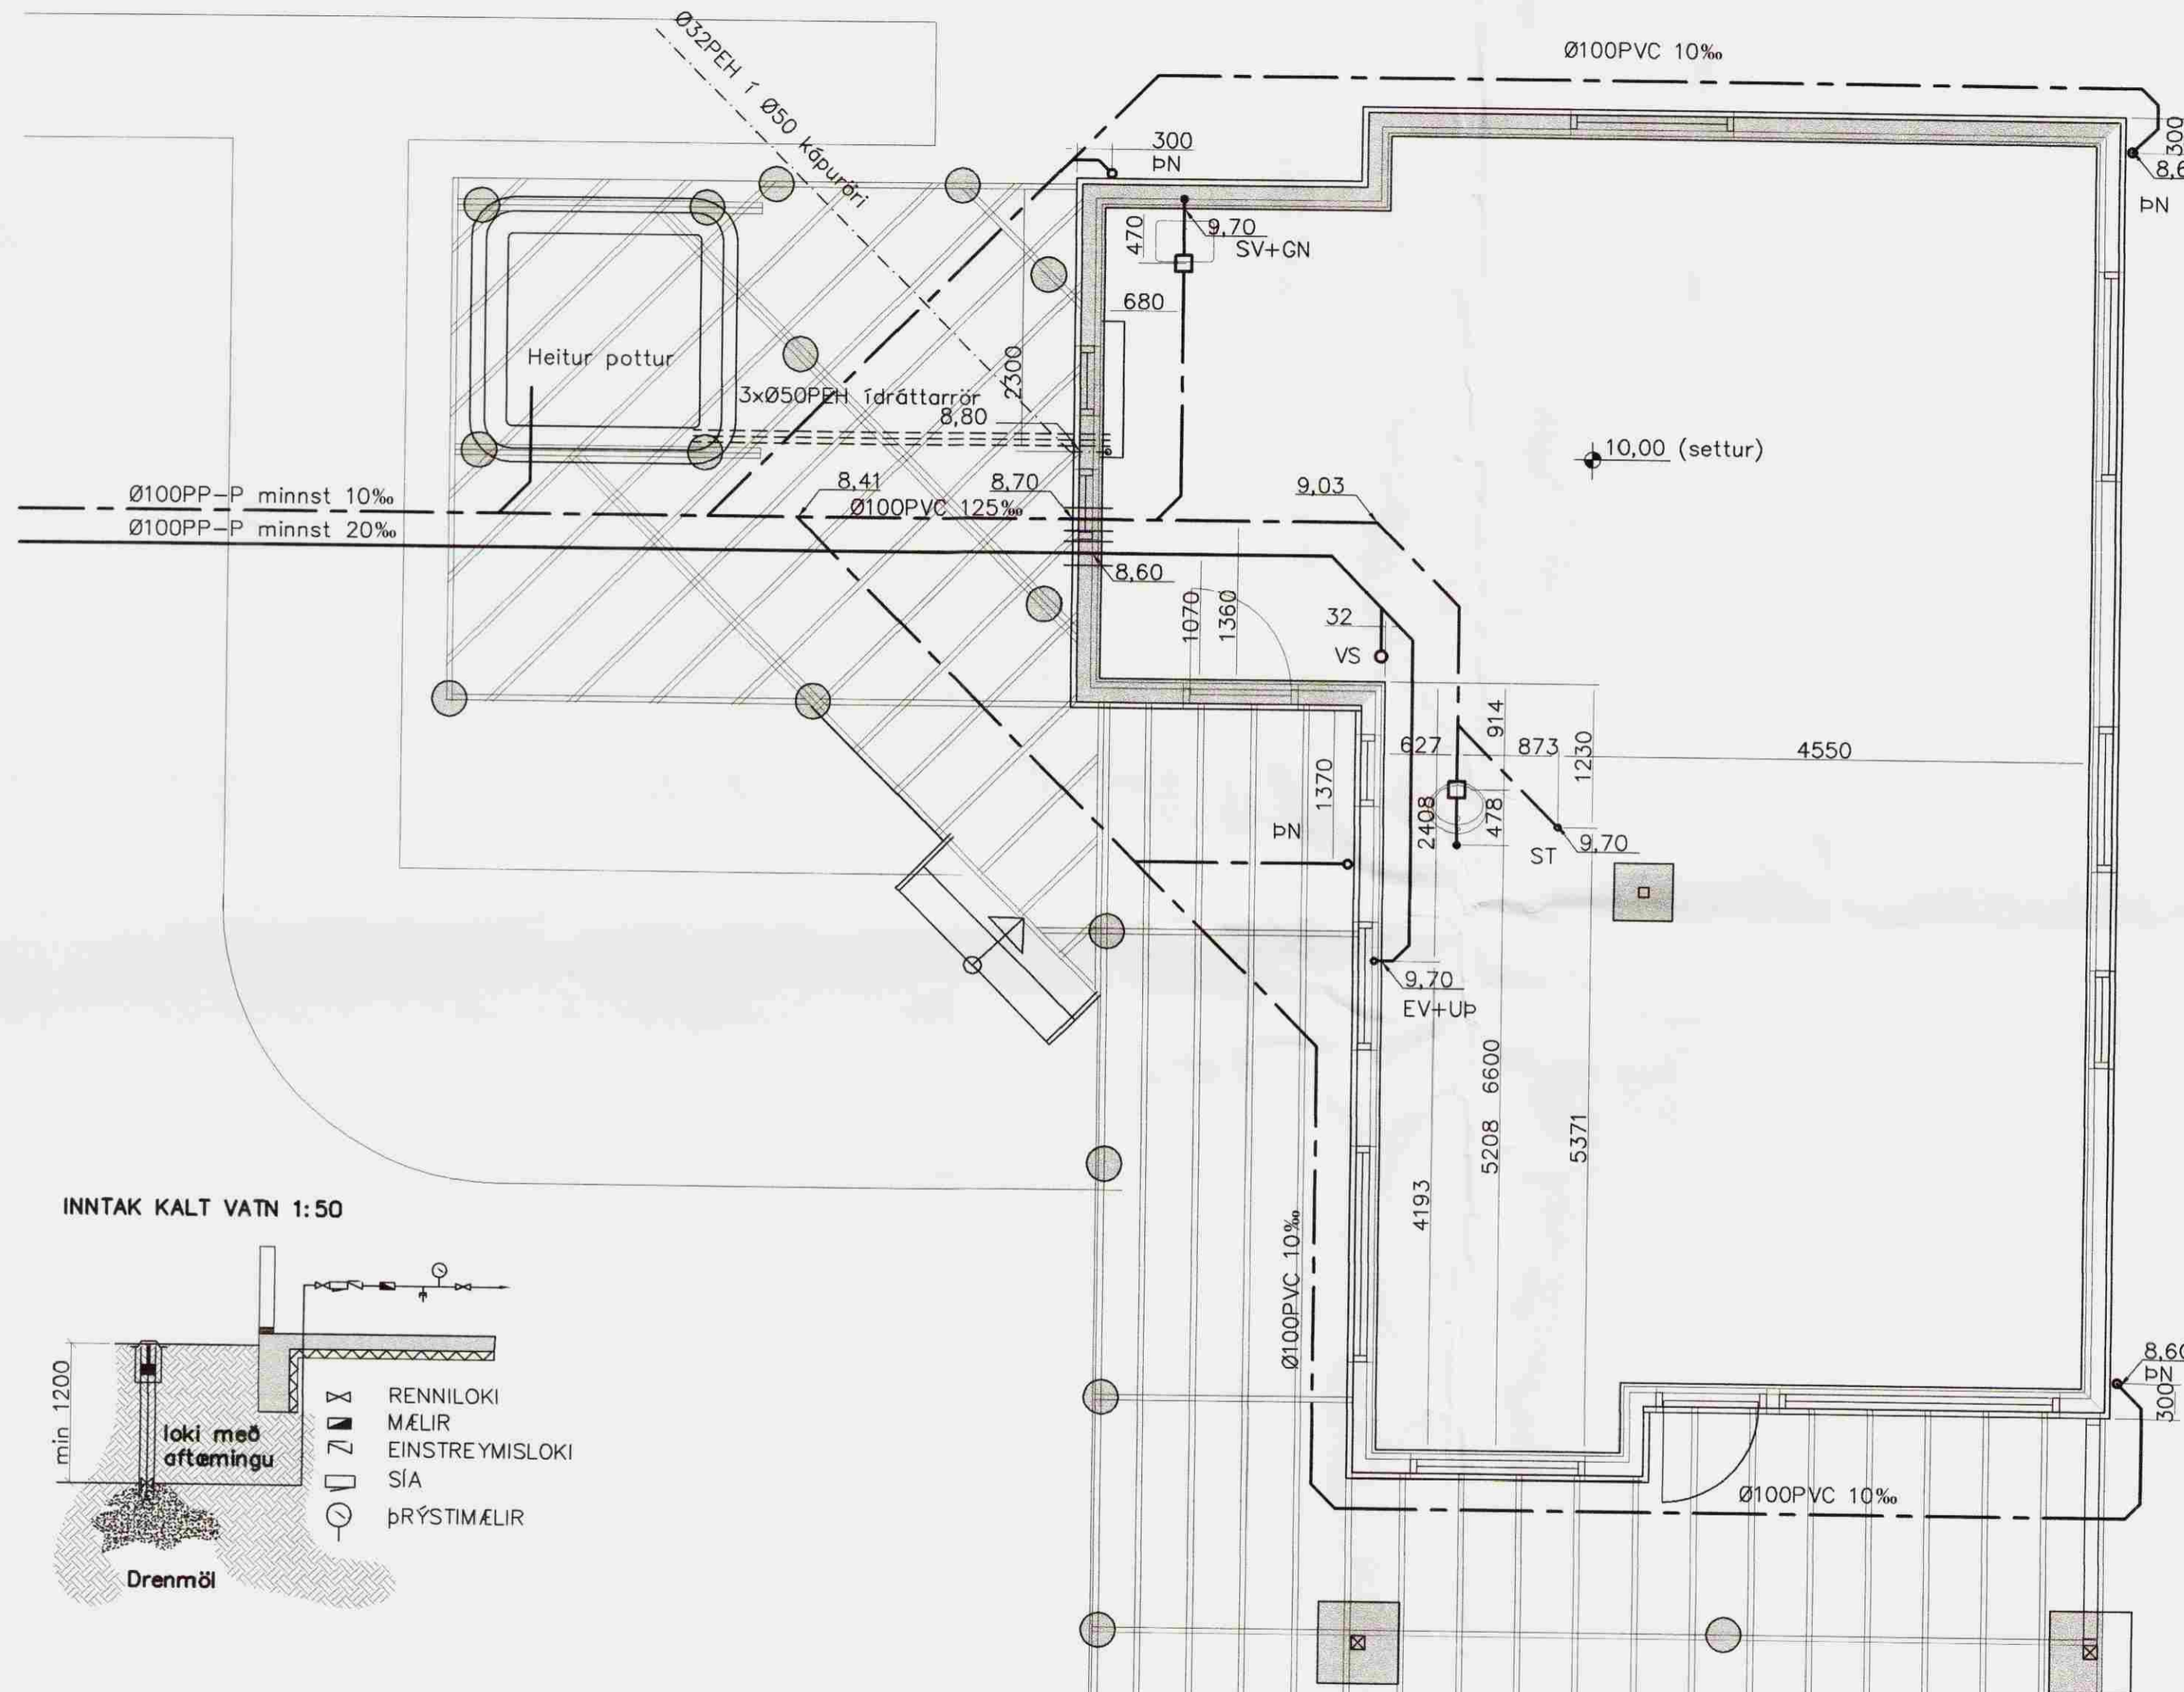 Ø32PEH í Ø50 kápuröri
Ø100PVC 10‰
300
ÞN
300
ÞN
470
9,70
SV+GN
680
Heitur pottur
2300
3xØ50PEH ídráttarrör
8,80
10,00 (settur)
Ø100PP-P minnst 10‰
8,41
8,70
9,03
Ø100PVC 125‰
Ø100PP-P minnst 20‰
8,60
1070
1360
32
VS
627
914
873
1230
4550
1370
2408
478
ÞN
ST
9,70
9,70
EV+UÞ
6600
5208
5371
4193
Ø100PVC 10‰
8,60
ÞN
300
Ø100PVC 10‰
INNTAK KALT VATN 1:50
min 1200
loki með
aftæmingu
Drenmöl
RENNILOKI
MÆLIR
EINSTREYMISLOKI
SÍA
ÞRÝSTIMÆLIR